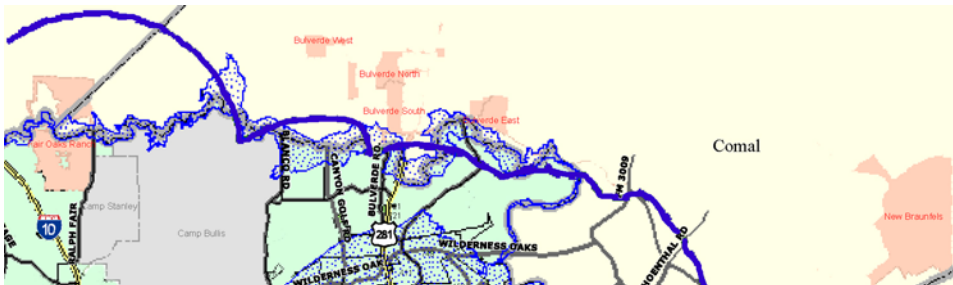 Bulverde West
Bulverde North
Bulverde South
Bulverde East
Comal
New Braunfels
air Oaks Ranch
Camp Stanley
Camp Bullis
10
RALPH FAIR
BLANCO RD
CANYON GOLF RD
BULVERDE RD
281
WILDERNESS OAKS
WILDERNESS OAK
FM 3009